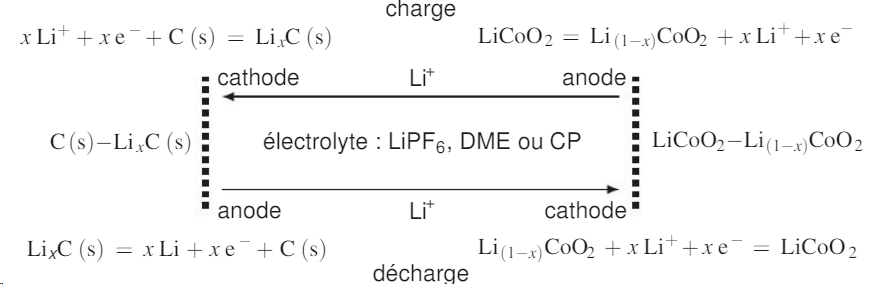 charge
x Li⁺ + x e⁻ + C (s) = LiₓC (s) LiCoO₂ = Li₍₁₋ₓ₎CoO₂ + x Li⁺ + x e⁻
cathode Li⁺ anode
C (s)−LiₓC (s) électrolyte : LiPF₆, DME ou CP LiCoO₂−Li₍₁₋ₓ₎CoO₂
anode Li⁺ cathode
LiₓC (s) = x Li + x e⁻ + C (s) Li₍₁₋ₓ₎CoO₂ + x Li⁺ + x e⁻ = LiCoO₂
décharge